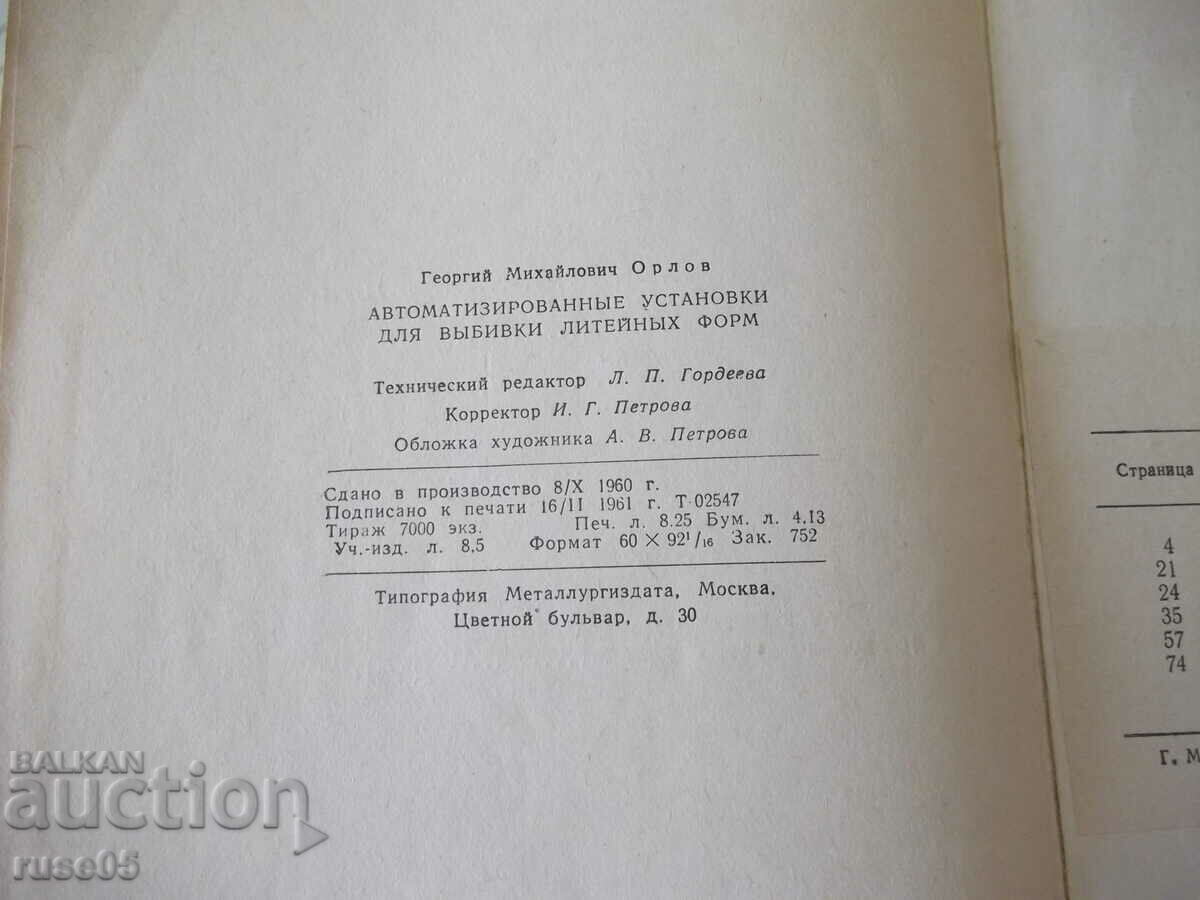 Георгий Михайлович Орлов
АВТОМАТИЗИРОВАННЫЕ УСТАНОВКИ
ДЛЯ ВЫБИВКИ ЛИТЕЙНЫХ ФОРМ
Технический редактор Л. П. Гордеева
Корректор И. Г. Петрова
Обложка художника А. В. Петрова
Сдано в производство 8/X 1960 г.
Подписано к печати 16/II 1961 г. Т-02547
Тираж 7000 экз. Печ. л. 8.25 Бум. л. 4.13
Уч.-изд. л. 8,5 Формат 60 × 92¹/₁₆ Зак. 752
Типография Металлургиздата, Москва,
Цветной бульвар, д. 30
Страница
4
21
24
35
57
74
Г. М
BALKAN
auction
ruse05